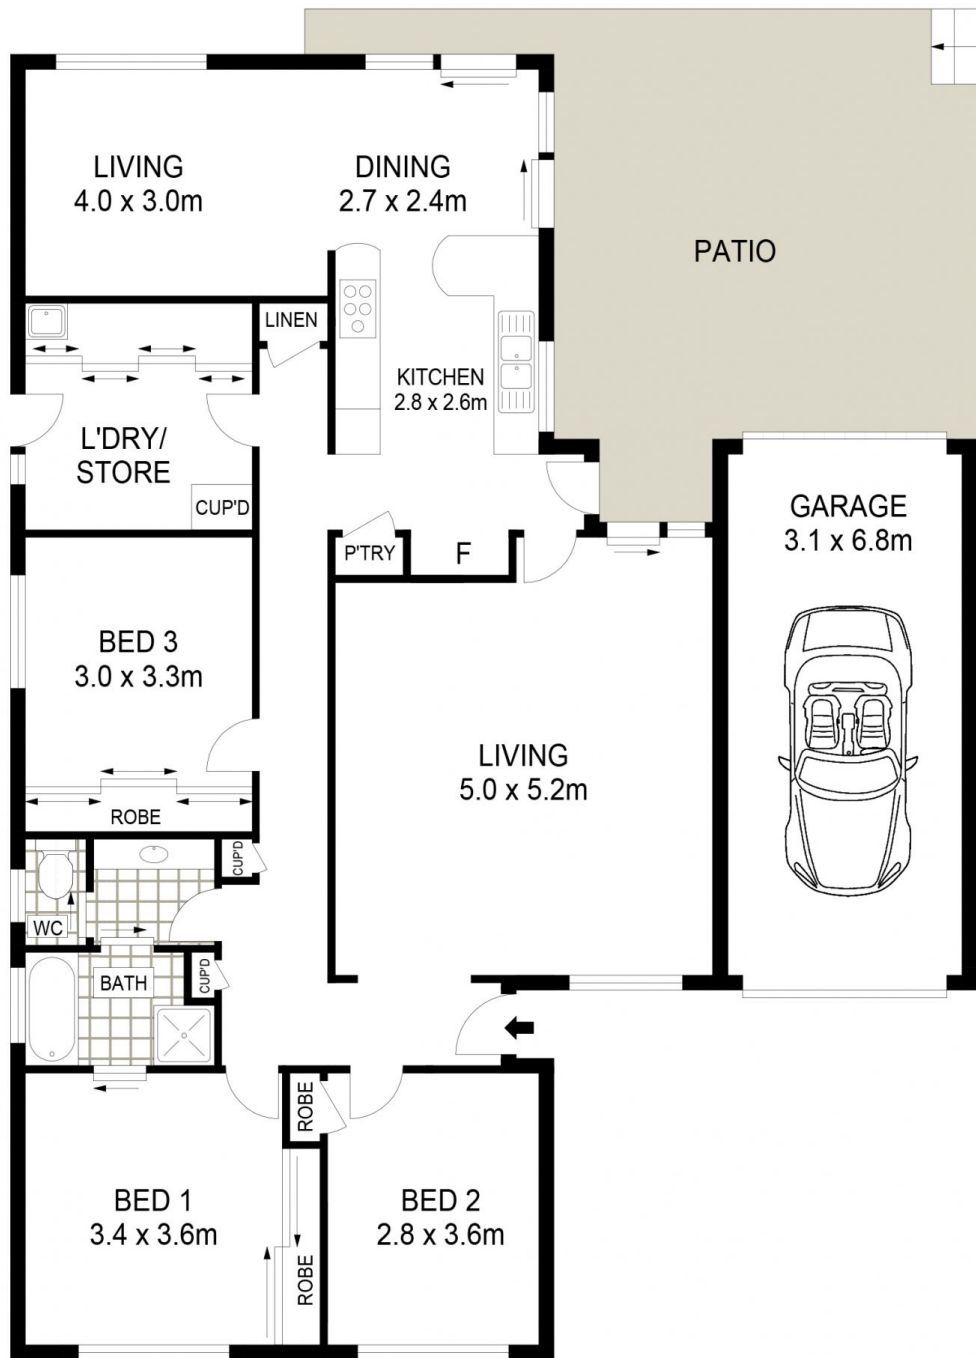 LIVING
4.0 x 3.0m
DINING
2.7 x 2.4m
PATIO
LINEN
KITCHEN
2.8 x 2.6m
L'DRY/
STORE
CUP'D
P'TRY
F
GARAGE
3.1 x 6.8m
BED 3
3.0 x 3.3m
LIVING
5.0 x 5.2m
ROBE
CUP'D
WC
BATH
CUP'D
ROBE
BED 1
3.4 x 3.6m
BED 2
2.8 x 3.6m
ROBE